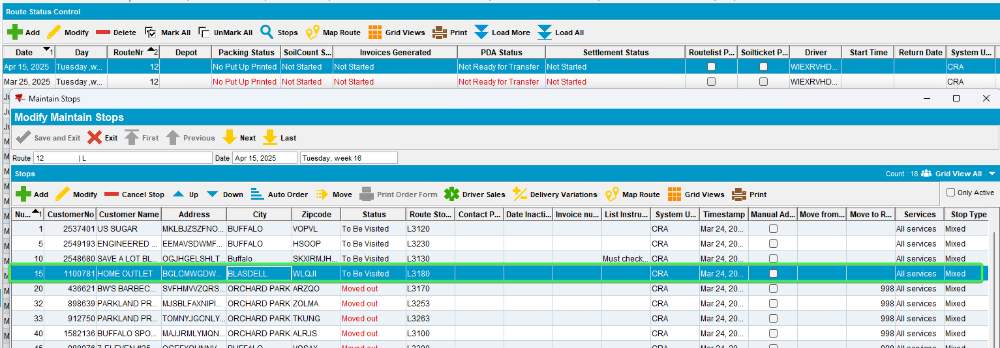 Route Status Control
Add Modify Delete Mark All UnMark All Stops Map Route Grid Views Print Load More Load All
Date 1 Day RouteNr 2 Depot Packing Status SoilCount S... Invoices Generated PDA Status Settlement Status Routelist P... Soilticket P... Driver Start Time Return Date System U...
Apr 15, 2025 Tuesday ,w... 12 No Put Up Printed Not Started Not Started Not Ready for Transfer Not Started WIEXRVHD... CRA
Mar 25, 2025 Tuesday ,w... 12 No Put Up Printed Not Started Not Started Not Ready for Transfer Not Started WIEXRVHD... CRA
Maintain Stops
Modify Maintain Stops
Save and Exit Exit First Previous Next Last
Route 12 | L Date Apr 15, 2025 Tuesday, week 16
Stops Count : 18 Grid View All
Add Modify Cancel Stop Up Down Auto Order Move Print Order Form Driver Sales Delivery Variations Map Route Grid Views Print Only Active
Nu... 1 CustomerNo Customer Name Address City Zipcode Status Route Sto... Contact P... Date Inacti... Invoice nu... List Instru... System U... Timestamp Manual Ad... Move from... Move to R... Services Stop Type
1 2537401 US SUGAR MKLBJZSZFNO... BUFFALO VOPVL To Be Visited L3120 CRA Mar 24, 20... All services Mixed
5 2549193 ENGINEERED ... EEMAVSDWMF... BUFFALO HSOOP To Be Visited L3230 CRA Mar 24, 20... All services Mixed
10 2548680 SAVE A LOT BL... OGJHGELSHLT... Buffalo SKXIRMJH... To Be Visited L3130 Must check... CRA Mar 24, 20... All services Mixed
15 1100781 HOME OUTLET BGLCMWGDW... BLASDELL WLQJI To Be Visited L3180 CRA Mar 24, 20... All services Mixed
20 436621 BW'S BARBEC... SVFHMVVZQRS... ORCHARD PARK ARZQO Moved out L3170 CRA Mar 24, 20... 998 All services Mixed
32 898639 PARKLAND PR... MJSBLFAXNIPI... ORCHARD PARK ZOLMA Moved out L3253 CRA Mar 24, 20... 998 All services Mixed
33 912750 PARKLAND PR... TOMNYJGCNLY... ORCHARD PARK TKUNG Moved out L3263 CRA Mar 24, 20... 998 All services Mixed
40 1582136 BUFFALO SPO... MAJJRMLYMQN... ORCHARD PARK ALRJS Moved out L3100 CRA Mar 24, 20... 998 All services Mixed